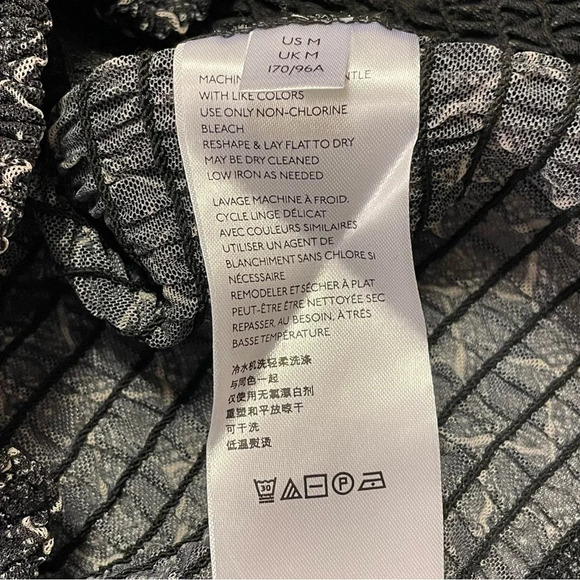 US M
UK M
170/96A
MACHIN NTLE
WITH LIKE COLORS
USE ONLY NON-CHLORINE
BLEACH
RESHAPE & LAY FLAT TO DRY
MAY BE DRY CLEANED
LOW IRON AS NEEDED
LAVAGE MACHINE À FROID.
CYCLE LINGE DÉLICAT
AVEC COULEURS SIMILAIRES
UTILISER UN AGENT DE
BLANCHIMENT SANS CHLORE SI
NÉCESSAIRE
REMODELER ET SÉCHER À PLAT
PEUT-ÊTRE ÊTRE NETTOYÉE SEC
REPASSER, AU BESOIN, À TRÈS
BASSE TEMPÉRATURE
冷水机洗轻柔洗涤
与同色一起
仅使用无氯漂白剂
重塑和平放晾干
可干洗
低温熨烫
30
P